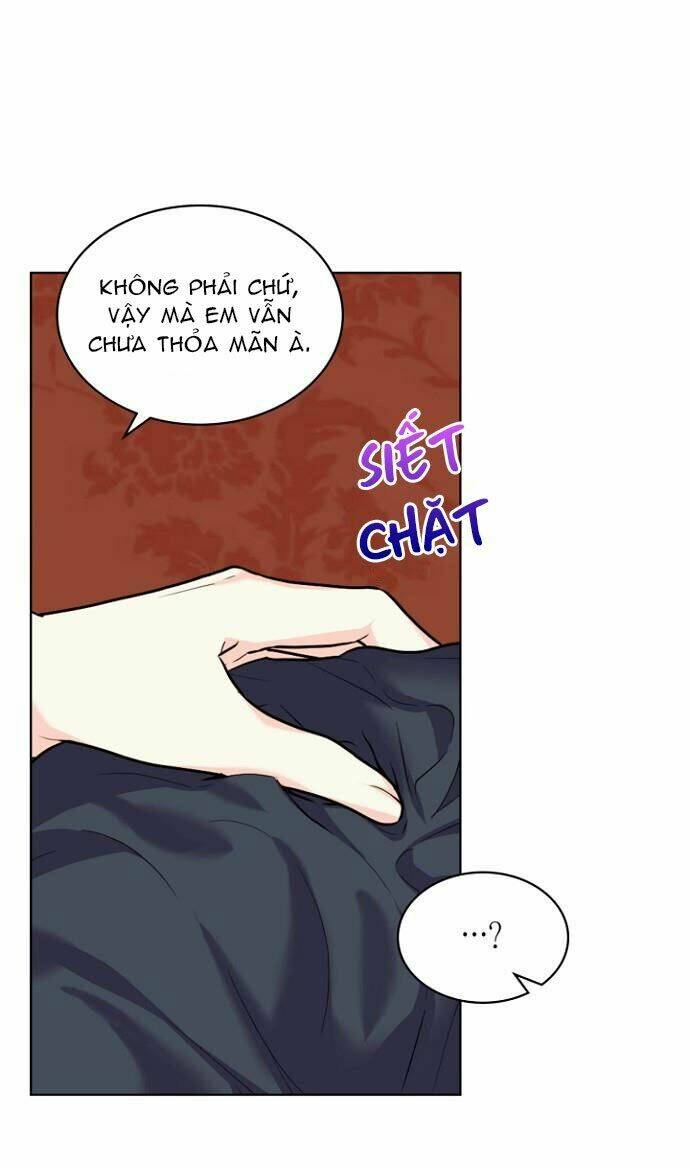 KHÔNG PHẢI CHỨ,
VẬY MÀ EM VẪN
CHƯA THỎA MÃN À.
SIẾT
CHẶT
...?